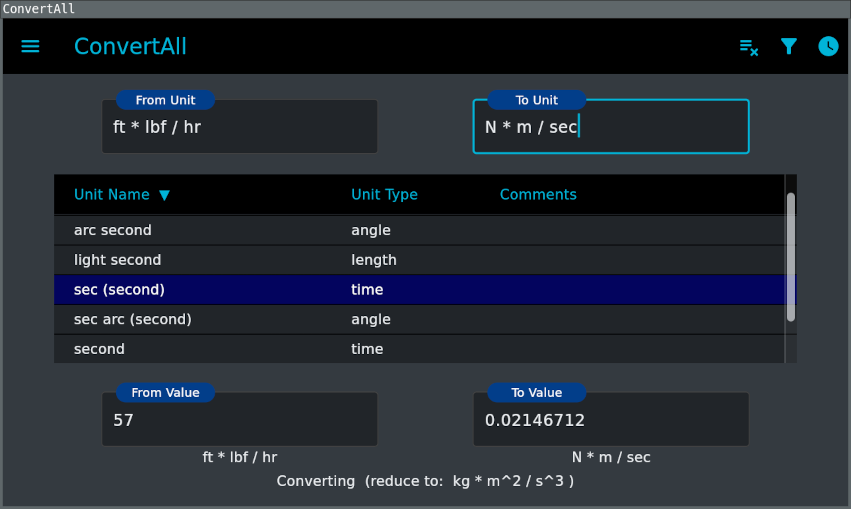 ConvertAll
ConvertAll
From Unit To Unit
ft * lbf / hr N * m / sec
Unit Name ▼ Unit Type Comments
arc second angle
light second length
sec (second) time
sec arc (second) angle
second time
From Value To Value
57 0.02146712
ft * lbf / hr N * m / sec
Converting (reduce to: kg * m^2 / s^3 )